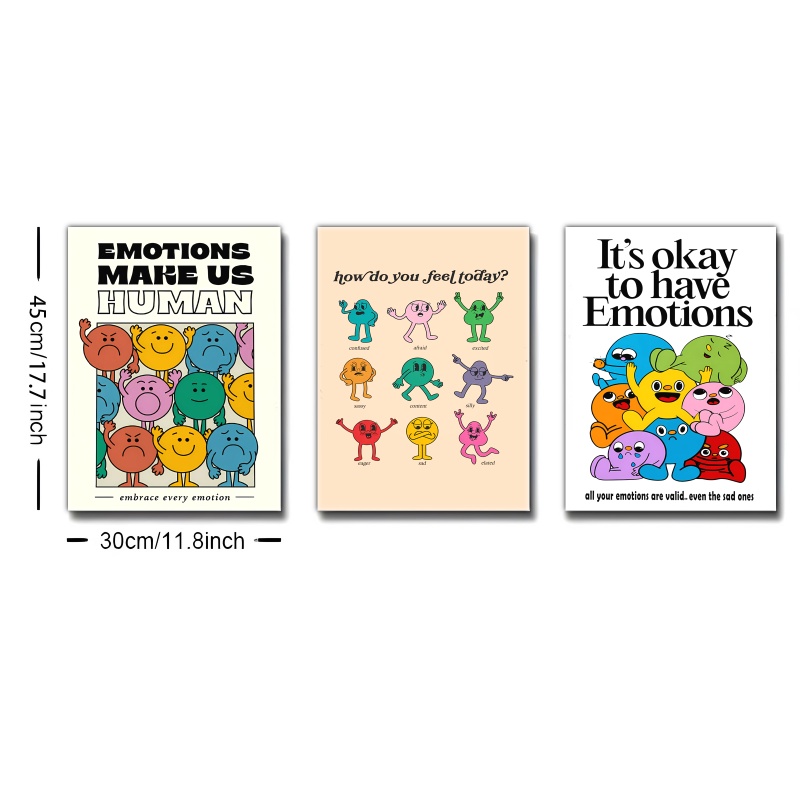 EMOTIONS
MAKE US
HUMAN
embrace every emotion
how do you feel today?
confused afraid excited
sassy content silly
eager sad elated
It's okay
to have
Emotions
all your emotions are valid.. even the sad ones
45cm/17.7inch
30cm/11.8inch